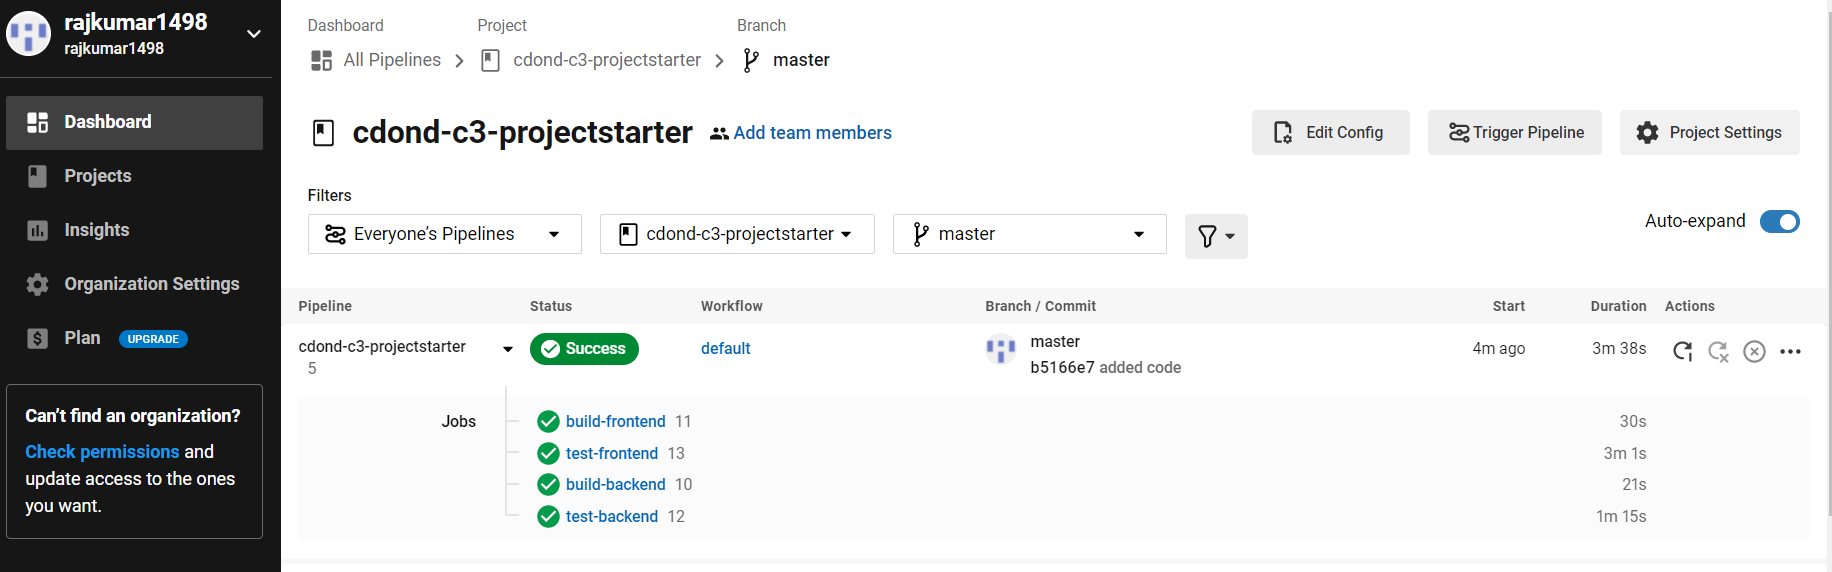 rajkumar1498
rajkumar1498
Dashboard
Projects
Insights
Organization Settings
Plan UPGRADE
Can't find an organization?
Check permissions and
update access to the ones
you want.
Dashboard Project Branch
All Pipelines cdond-c3-projectstarter master
cdond-c3-projectstarter Add team members
Edit Config Trigger Pipeline Project Settings
Filters
Everyone's Pipelines cdond-c3-projectstarter master
Auto-expand
Pipeline Status Workflow Branch / Commit Start Duration Actions
cdond-c3-projectstarter Success default master 4m ago 3m 38s
5 b5166e7 added code
Jobs build-frontend 11 30s
test-frontend 13 3m 1s
build-backend 10 21s
test-backend 12 1m 15s